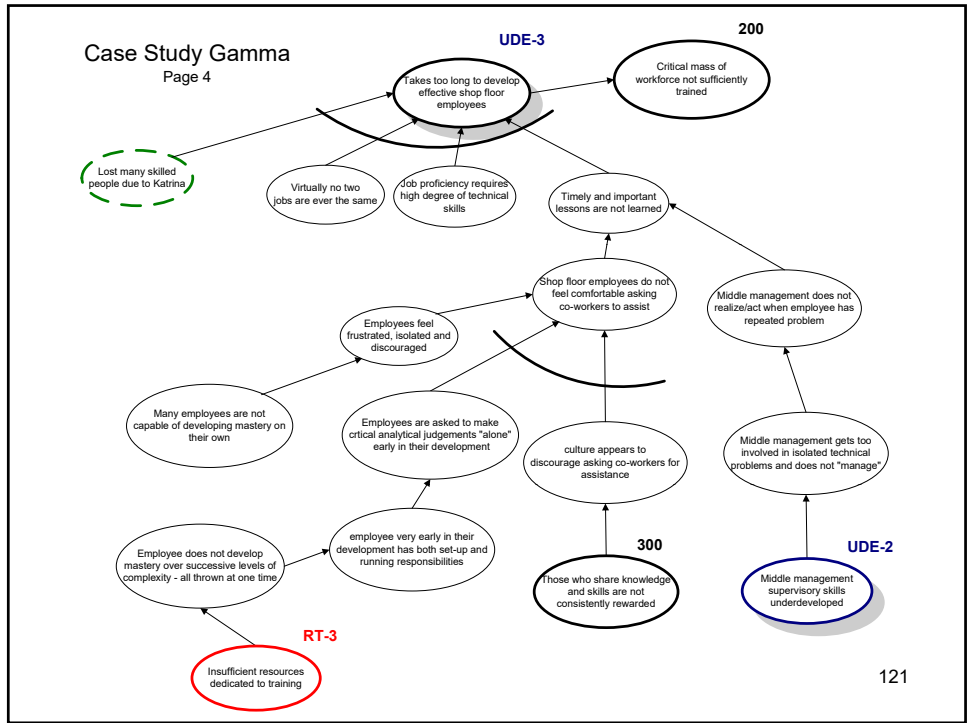 Case Study Gamma
Page 4
UDE-3
200
Takes too long to develop
effective shop floor
employees
Critical mass of
workforce not sufficiently
trained
Lost many skilled
people due to Katrina
Virtually no two
jobs are ever the same
Job proficiency requires
high degree of technical
skills
Timely and important
lessons are not learned
Shop floor employees do not
feel comfortable asking
co-workers to assist
Middle management does not
realize/act when employee has
repeated problem
Employees feel
frustrated, isolated and
discouraged
Many employees are not
capable of developing mastery on
their own
Employees are asked to make
crtical analytical judgements "alone"
early in their development
culture appears to
discourage asking co-workers for
assistance
Middle management gets too
involved in isolated technical
problems and does not "manage".
Employee does not develop
mastery over successive levels of
complexity - all thrown at one time
employee very early in their
development has both set-up and
running responsibilities
300
Those who share knowledge
and skills are not
consistently rewarded
UDE-2
Middle management
supervisory skills
underdeveloped
RT-3
Insufficient resources
dedicated to training
121